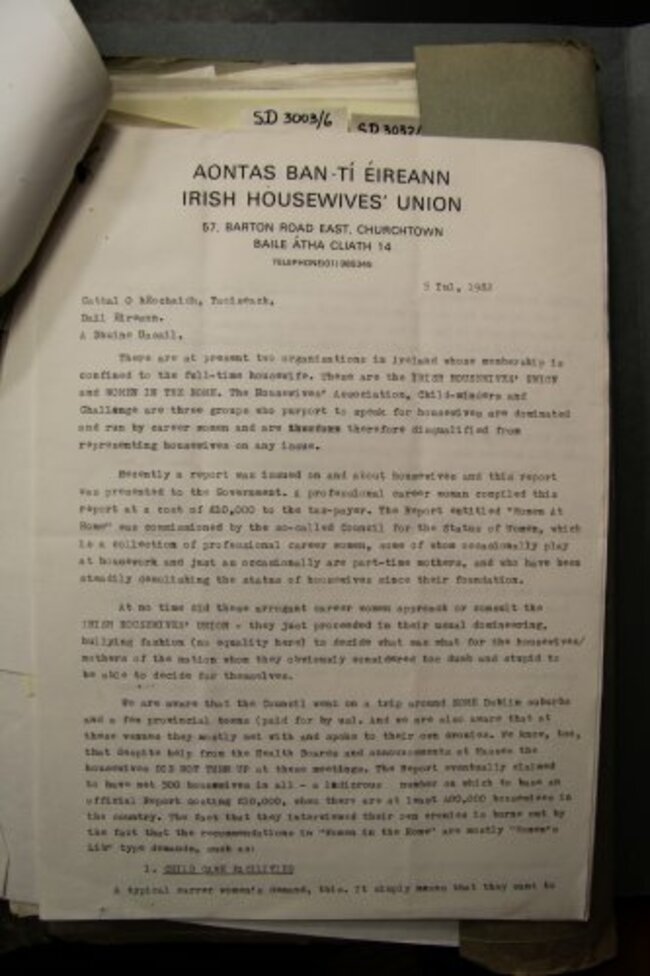 SD 3003/6
SD 3052/
AONTAS BAN-TÍ ÉIREANN
IRISH HOUSEWIVES' UNION
57, BARTON ROAD EAST, CHURCHTOWN
BAILE ÁTHA CLIATH 14
TELEPHONE(01)
1982
Cathal O hEochaidh, Taoiseach,
Dail Eireann.
A Dhuine Uasail,
There are at present two organisations in Ireland whose membership is
confined to the full-time housewife. These are the IRISH HOUSEWIVES' UNION
and WOMEN IN THE HOME. The Housewives' Association, Child-minders and
Challenge are three groups who purport to speak for housewives are dominated
and run by career women and are therefore disqualified from
representing housewives on any issue.
Recently a report was issued on and about housewives and this report
was presented to the Government. A professional career woman compiled this
report at a cost of £10,000 to the tax-payer. The Report entitled "Women At
Home" was commissioned by the so-called Council for the Status of Women, which
is a collection of professional career women, some of whom occasionally play
at housework and just as occasionally are part-time mothers, and who have been
steadily demolishing the status of housewives since their foundation.
At no time did these arrogant career women approach or consult the
IRISH HOUSEWIVES' UNION - they just proceeded in their usual domineering,
bullying fashion (no equality here) to decide what was what for the housewives/
mothers of the nation whom they obviously considered too dumb and stupid to
be able to decide for themselves.
We are aware that the Council went on a trip around SOME Dublin suburbs
and a few provincial towns (paid for by us). And we are also aware that at
these venues they mostly met with and spoke to their own cronies. We know, too,
that despite help from the Health Boards and announcements at Masses the
housewives DID NOT TURN UP at these meetings. The Report eventually claimed
to have met 500 housewives in all - a ludicrous number on which to base an
official Report costing £10,000, when there are at least 600,000 housewives in
the country. The fact that they interviewed their own cronies is borne out by
the fact that the recommendations in "Women in the Home" are mostly "Women's
Lib" type demands, such as:
1. CHILD CARE FACILITIES
A typical career women's demand, this. It simply means that they want to